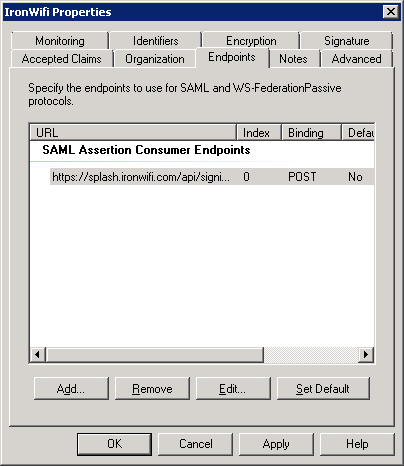 IronWifi Properties
Monitoring Identifiers Encryption Signature
Accepted Claims Organization Endpoints Notes Advanced
Specify the endpoints to use for SAML and WS-FederationPassive
protocols.
URL Index Binding Defau
SAML Assertion Consumer Endpoints
https://splash.ironwifi.com/api/signi... 0 POST No
Add... Remove Edit... Set Default
OK Cancel Apply Help